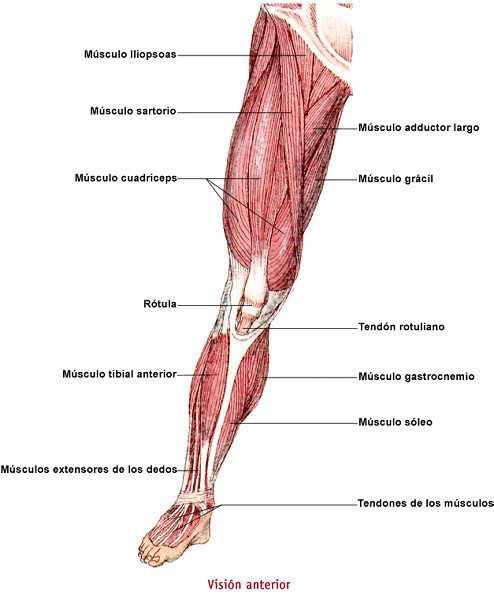 Músculo Iliopsoas
Músculo sartorio
Músculo adductor largo
Músculo cuadriceps
Músculo grácil
Rótula
Tendón rotuliano
Músculo tibial anterior
Músculo gastrocnemio
Músculo sóleo
Músculos extensores de los dedos
Tendones de los músculos
Visión anterior